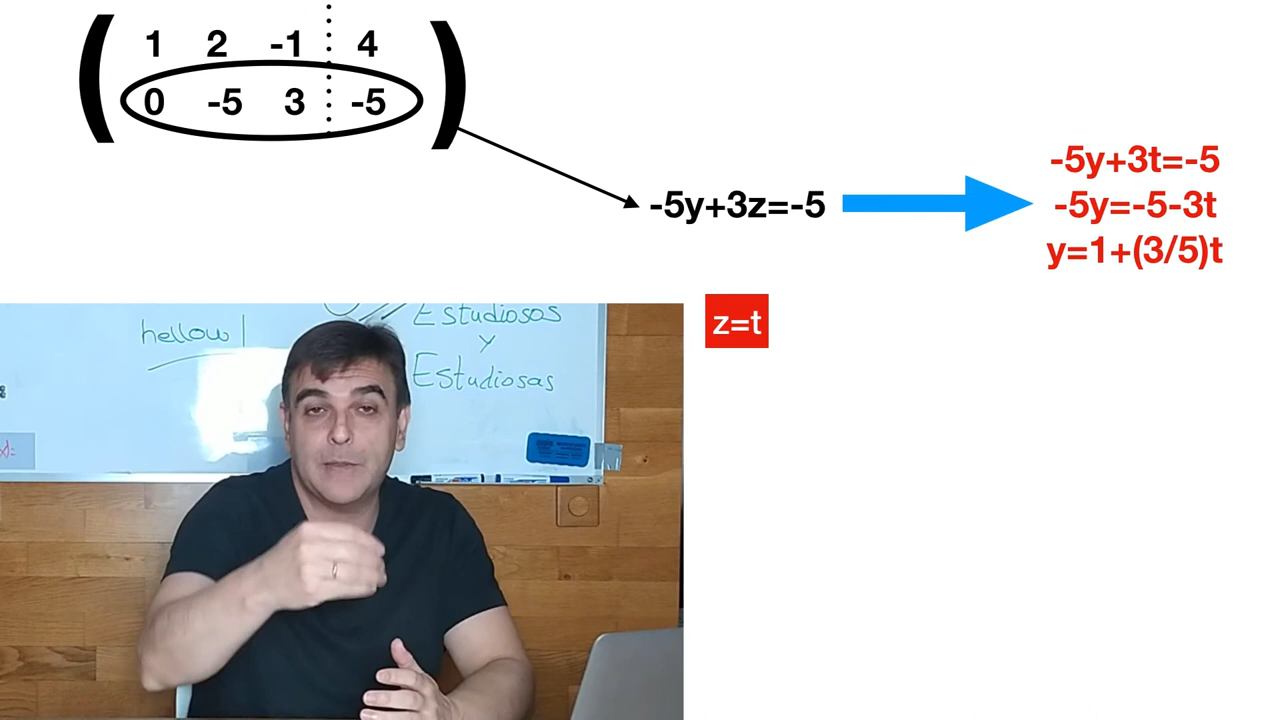 1 2 -1 4
0 -5 3 -5
-5y+3z=-5
-5y+3t=-5
-5y=-5-3t
y=1+(3/5)t
z=t
hellow!
Estudiosos
y
Estudiosas